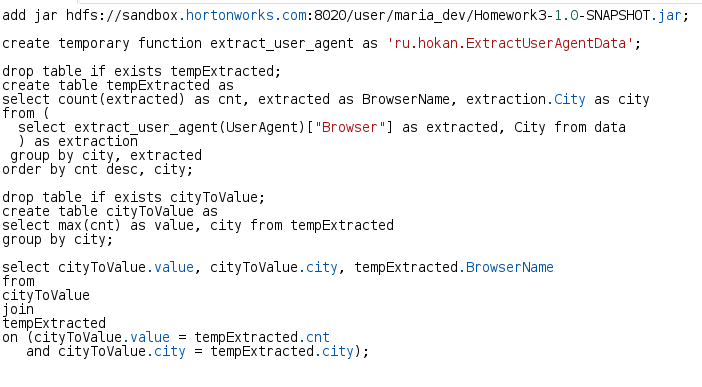 add jar hdfs://sandbox.hortonworks.com:8020/user/maria_dev/Homework3-1.0-SNAPSHOT.jar;
create temporary function extract_user_agent as 'ru.hokan.ExtractUserAgentData';
drop table if exists tempExtracted;
create table tempExtracted as
select count(extracted) as cnt, extracted as BrowserName, extraction.City as city
from (
select extract_user_agent(UserAgent)["Browser"] as extracted, City from data
) as extraction
group by city, extracted
order by cnt desc, city;
drop table if exists cityToValue;
create table cityToValue as
select max(cnt) as value, city from tempExtracted
group by city;
select cityToValue.value, cityToValue.city, tempExtracted.BrowserName
from
cityToValue
join
tempExtracted
on (cityToValue.value = tempExtracted.cnt
and cityToValue.city = tempExtracted.city);